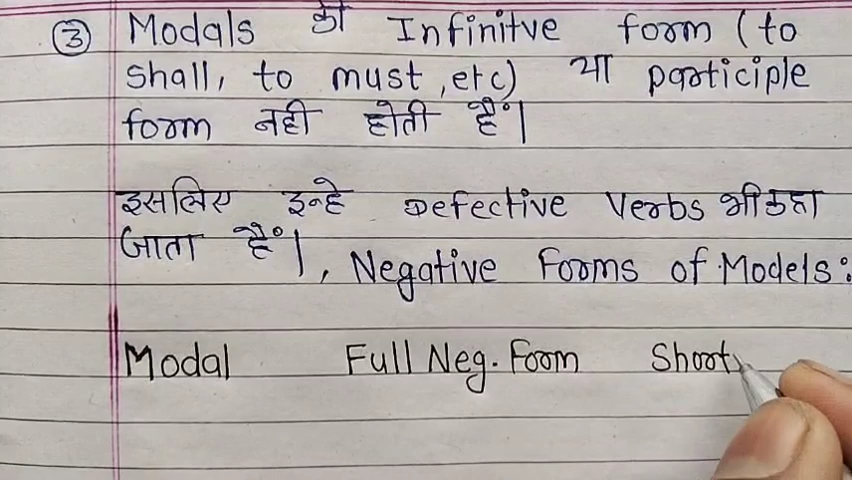 ③ Modals की Infinitve form (to
shall, to must, etc) या participle
form नही होती हैं।
इसलिए इन्हे Defective Verbs भी कहा
जाता हैं।, Negative Forms of Models:
Modal Full Neg. Form Short